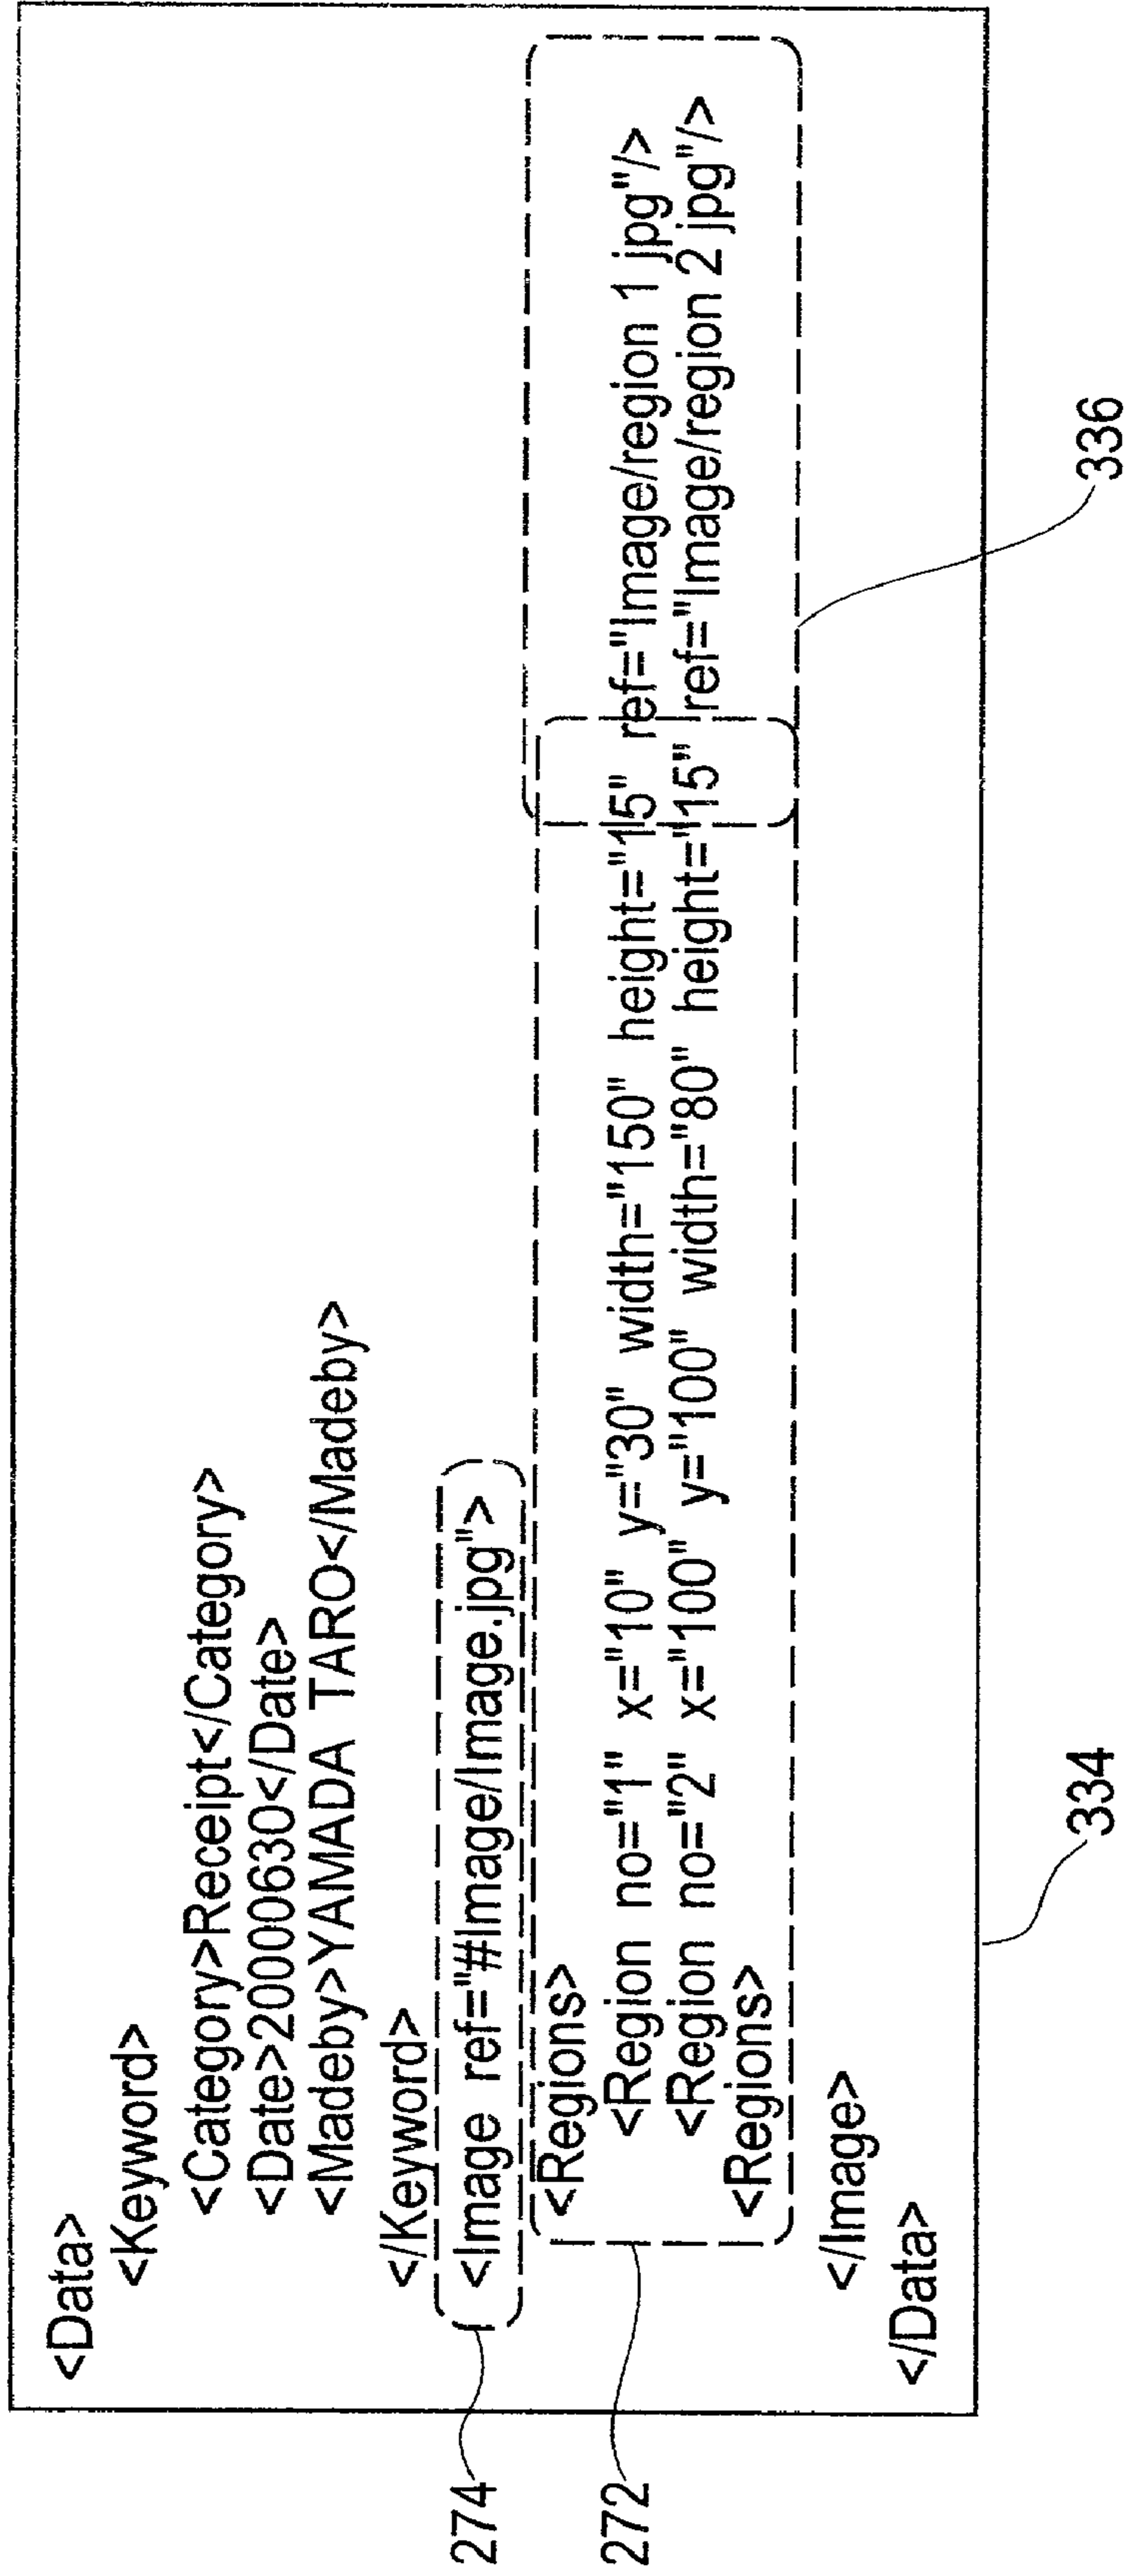 <Data>
<Keyword>
<Category>Receipt</Category>
<Date>20000630</Date>
<Madeby>YAMADA TARO</Madeby>
</Keyword>
<Image ref="#Image/Image.jpg">
<Regions>
<Region no="1" x="10" y="30" width="150" height="15" ref="Image/region 1 jpg"/>
<Region no="2" x="100" y="100" width="80" height="15" ref="Image/region 2 jpg"/>
<Regions>
</Image>
</Data>
274
272
334
336